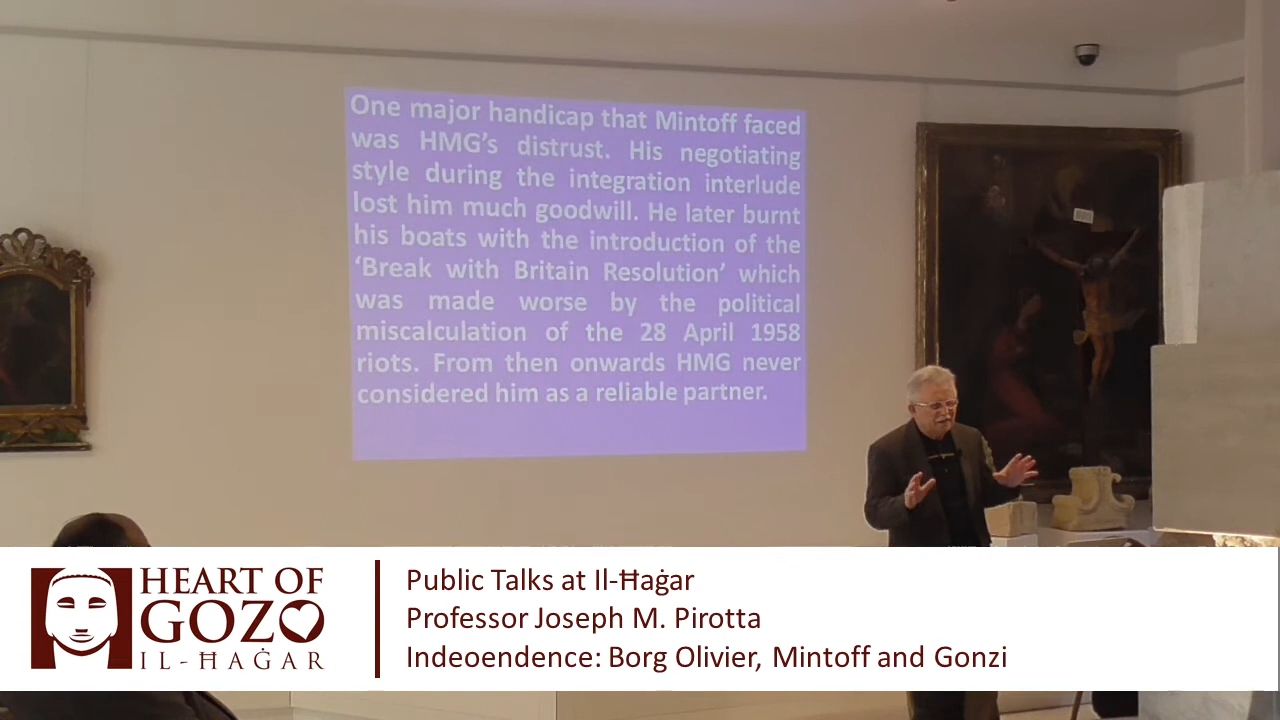 One major handicap that Mintoff faced
was HMG’s distrust. His negotiating
style during the integration interlude
lost him much goodwill. He later burnt
his boats with the introduction of the
‘Break with Britain Resolution’ which
was made worse by the political
miscalculation of the 28 April 1958
riots. From then onwards HMG never
considered him as a reliable partner.
HEART OF
GOZO
IL-ĦAĠAR
Public Talks at Il-Ħaġar
Professor Joseph M. Pirotta
Indeoendence: Borg Olivier, Mintoff and Gonzi